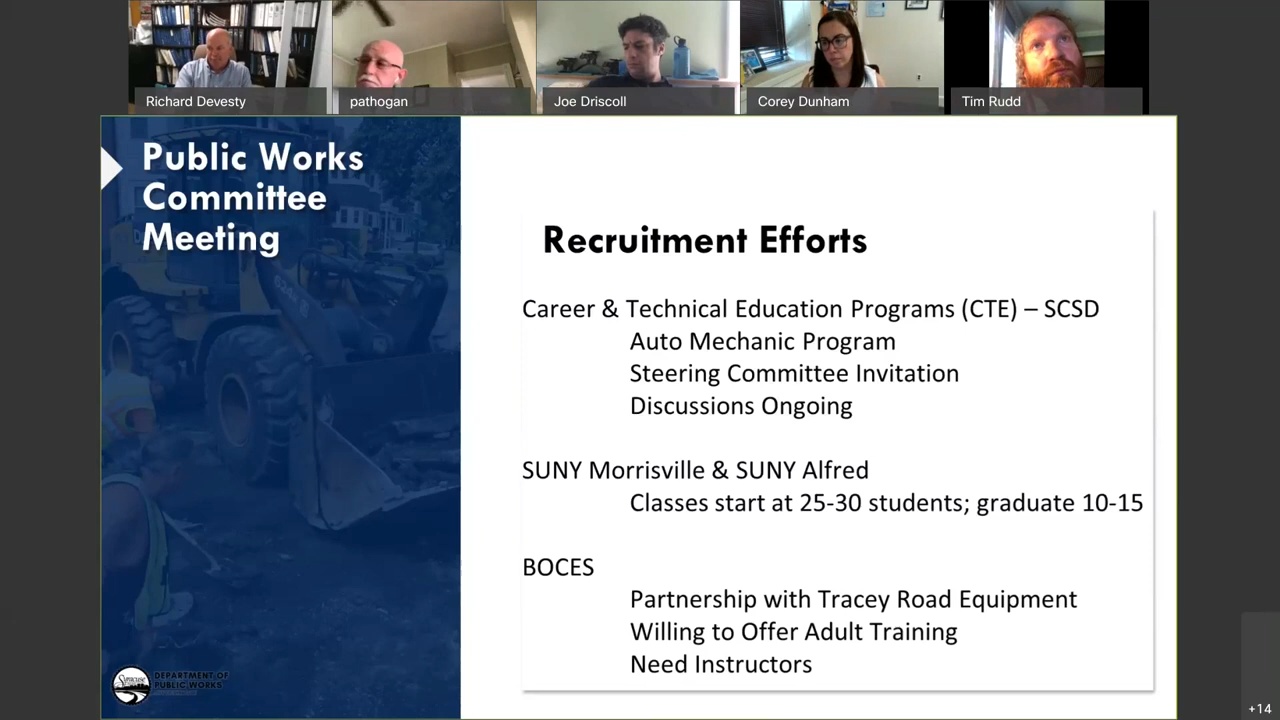 Richard Devesty
pathogan
Joe Driscoll
Corey Dunham
Tim Rudd
Public Works
Committee
Meeting
Recruitment Efforts
Career & Technical Education Programs (CTE) – SCSD
Auto Mechanic Program
Steering Committee Invitation
Discussions Ongoing
SUNY Morrisville & SUNY Alfred
Classes start at 25-30 students; graduate 10-15
BOCES
Partnership with Tracey Road Equipment
Willing to Offer Adult Training
Need Instructors
Syracuse
DEPARTMENT OF
PUBLIC WORKS
+14